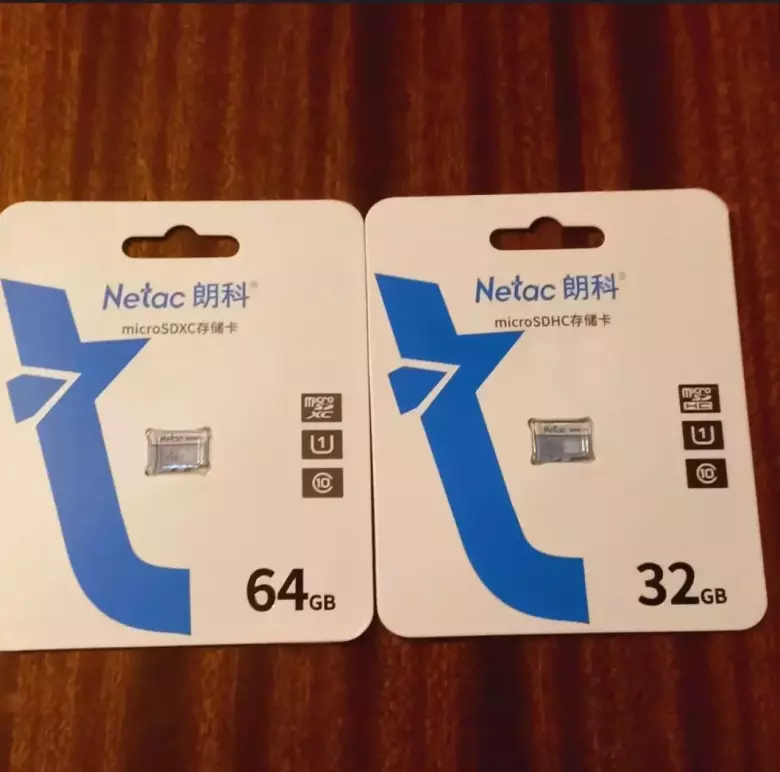 Netac 朗科®
microSDXC存储卡
Netac
micro
SD
XC
U1
10
64GB
Netac 朗科®
microSDHC存储卡
Netac
micro
SD
HC
U1
10
32GB